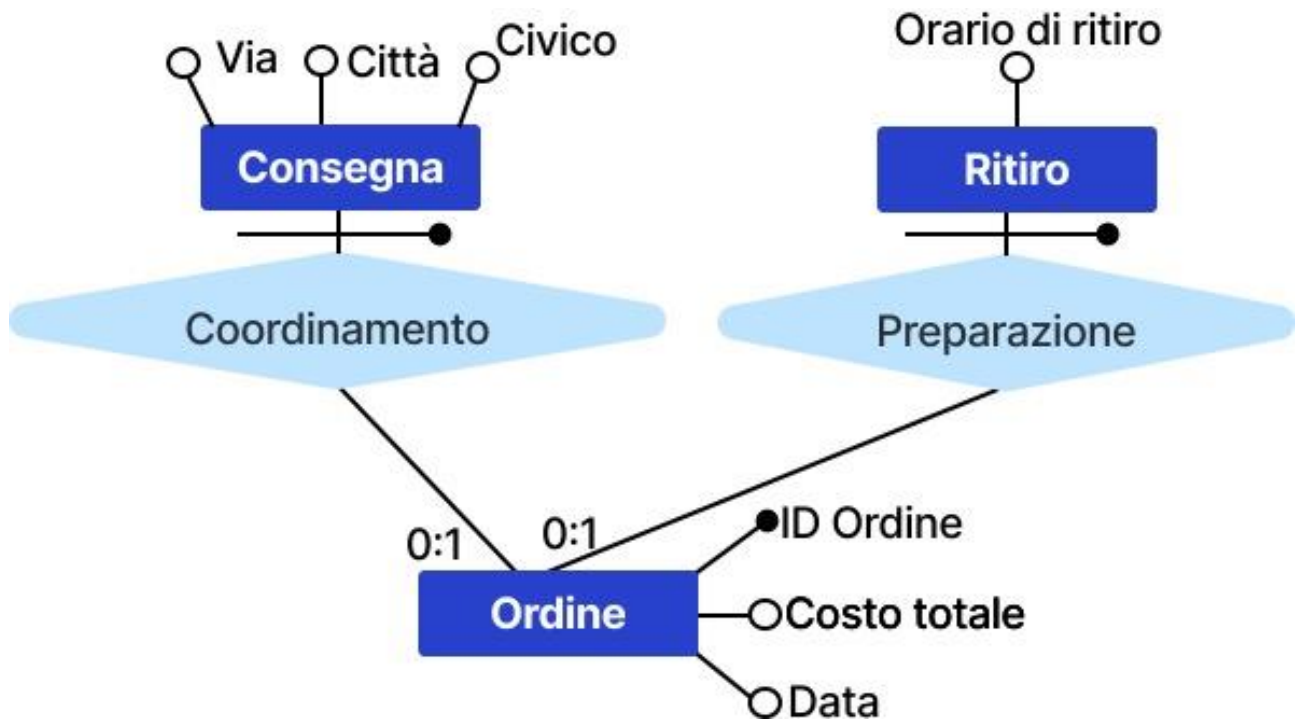 Via
Città
Civico
Orario di ritiro
Consegna
Ritiro
Coordinamento
Preparazione
0:1
0:1
ID Ordine
Ordine
Costo totale
Data